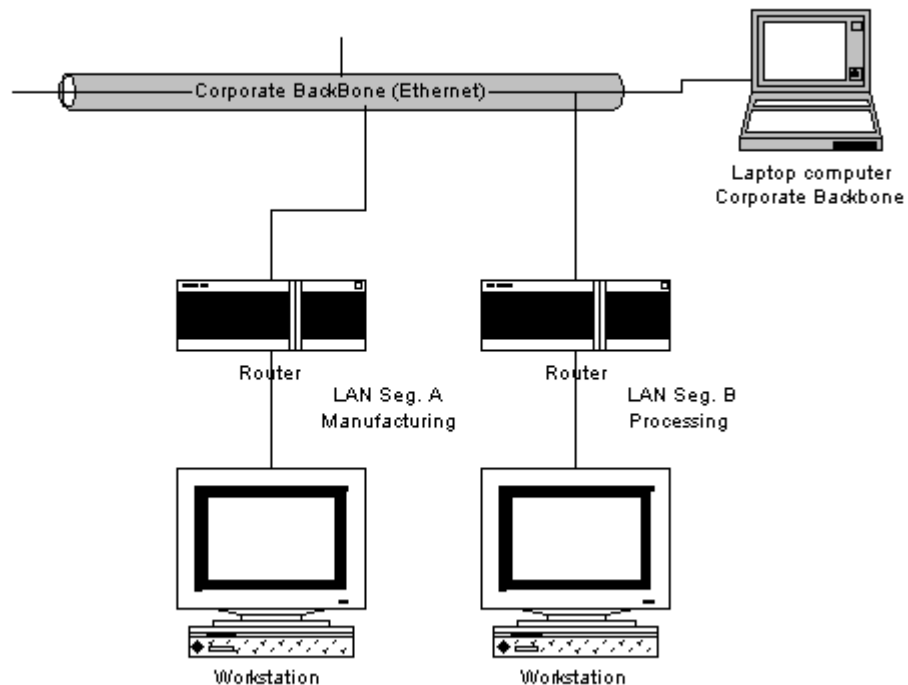 Corporate BackBone (Ethernet)
Laptop computer
Corporate Backbone
Router
LAN Seg. A
Manufacturing
Router
LAN Seg. B
Processing
Workstation
Workstation